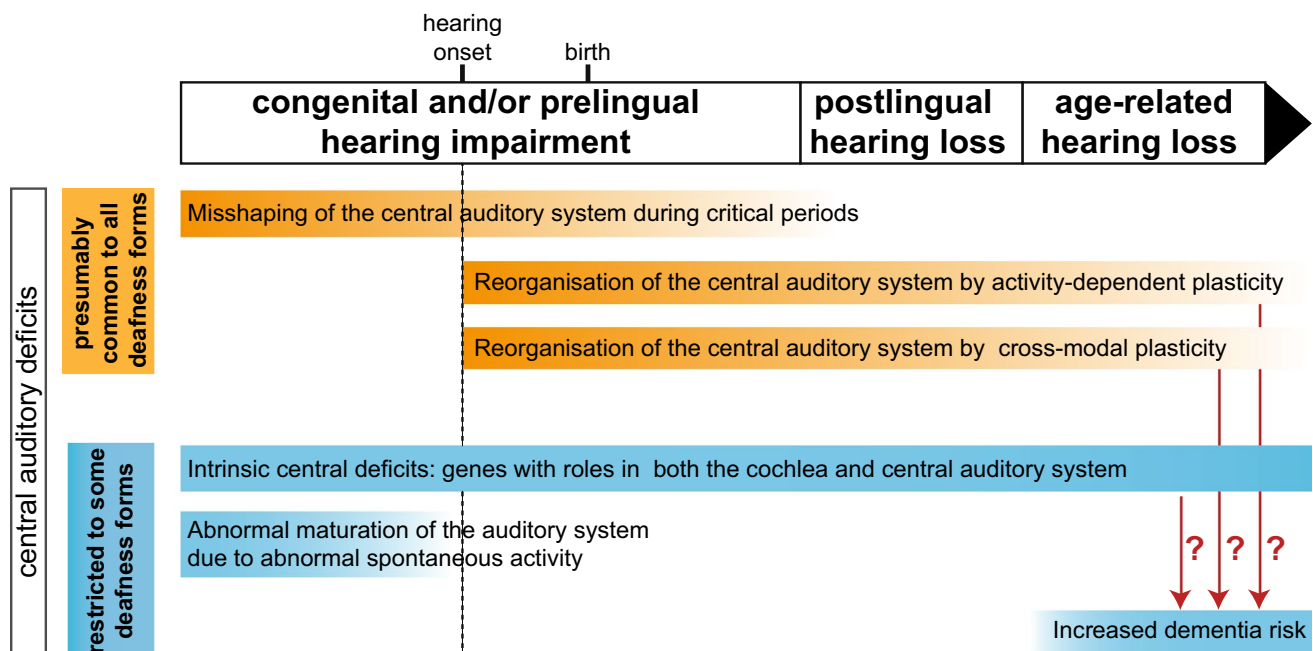 hearing
onset
birth
congenital and/or prelingual
hearing impairment
postlingual
hearing loss
age-related
hearing loss
central auditory deficits
presumably
common to all
deafness forms
Misshaping of the central auditory system during critical periods
Reorganisation of the central auditory system by activity-dependent plasticity
Reorganisation of the central auditory system by cross-modal plasticity
restricted to some
deafness forms
Intrinsic central deficits: genes with roles in both the cochlea and central auditory system
Abnormal maturation of the auditory system
due to abnormal spontaneous activity
? ? ?
Increased dementia risk